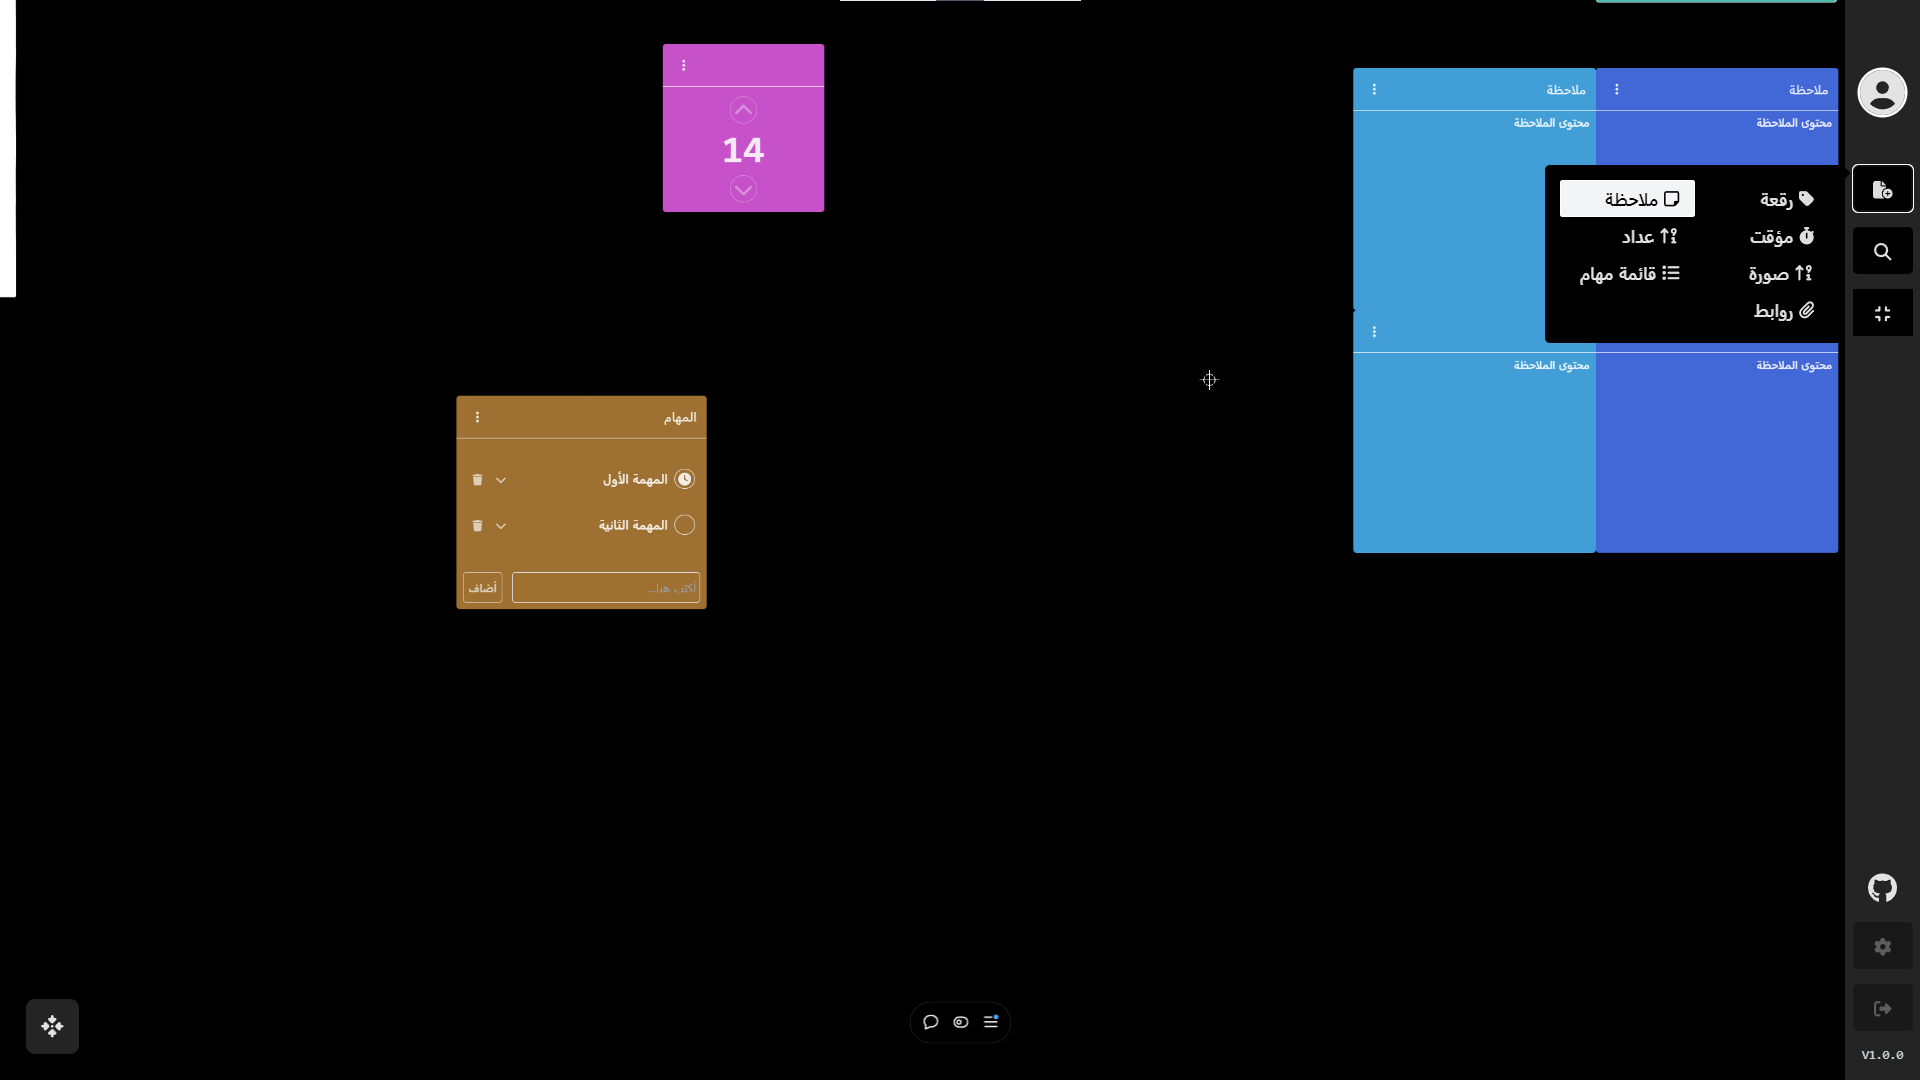 ملاحظة
ملاحظة
محتوى الملاحظة
محتوى الملاحظة
14
رقعة
ملاحظة
مؤقت
عداد
صورة
قائمة مهام
روابط
محتوى الملاحظة
محتوى الملاحظة
المهام
المهمة الأول
المهمة الثانية
أكتب هنا...
أضاف
V1.0.0